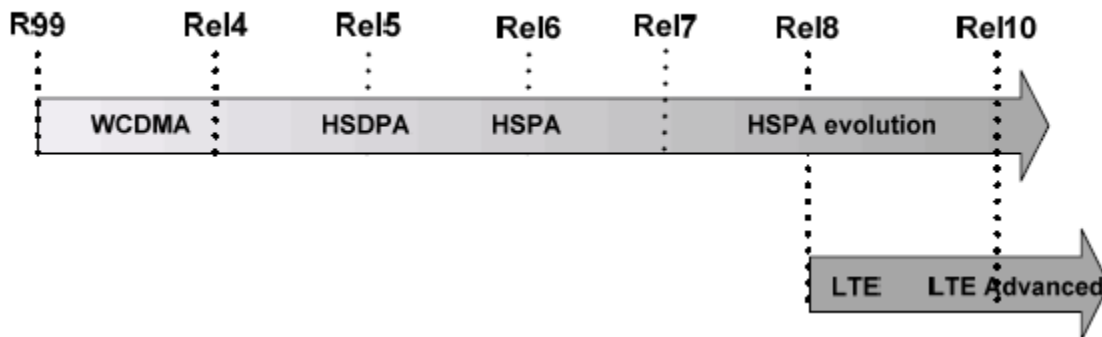 R99 Rel4 Rel5 Rel6 Rel7 Rel8 Rel10
WCDMA HSDPA HSPA HSPA evolution
LTE LTE Advanced